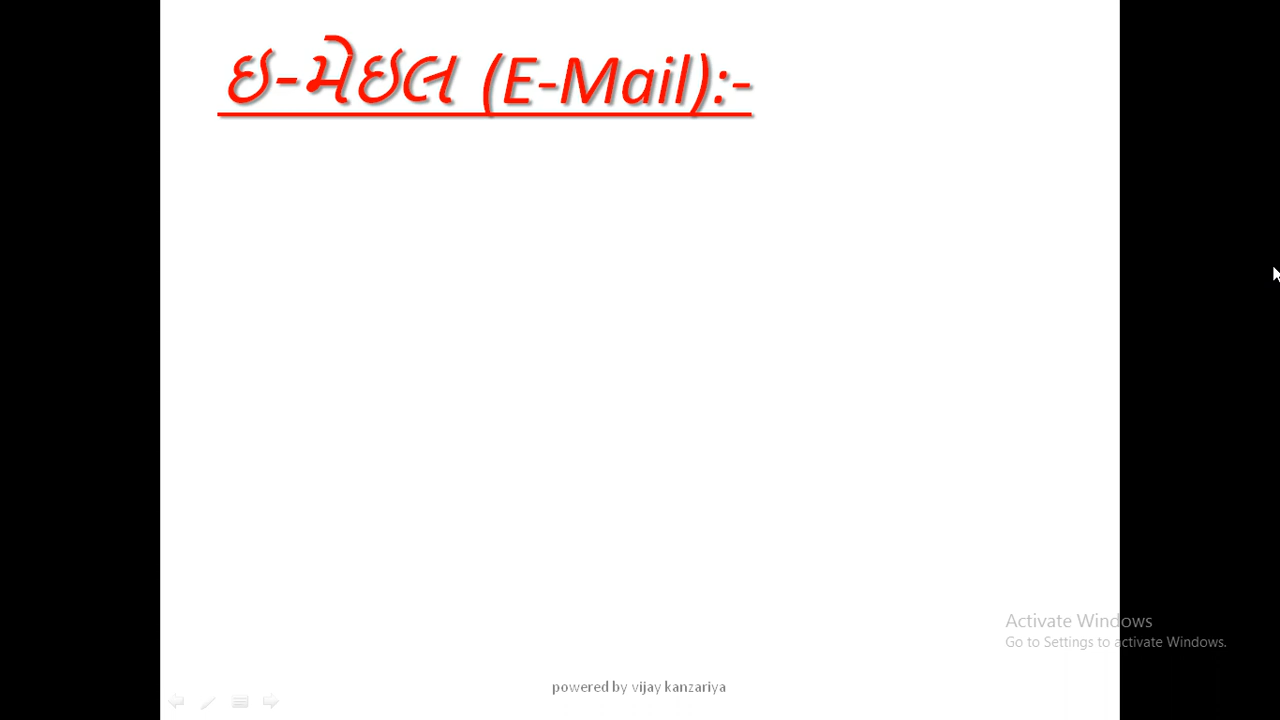 ઇ-મેઇલ (E-Mail):-
Activate Windows
Go to Settings to activate Windows.
powered by vijay kanzariya